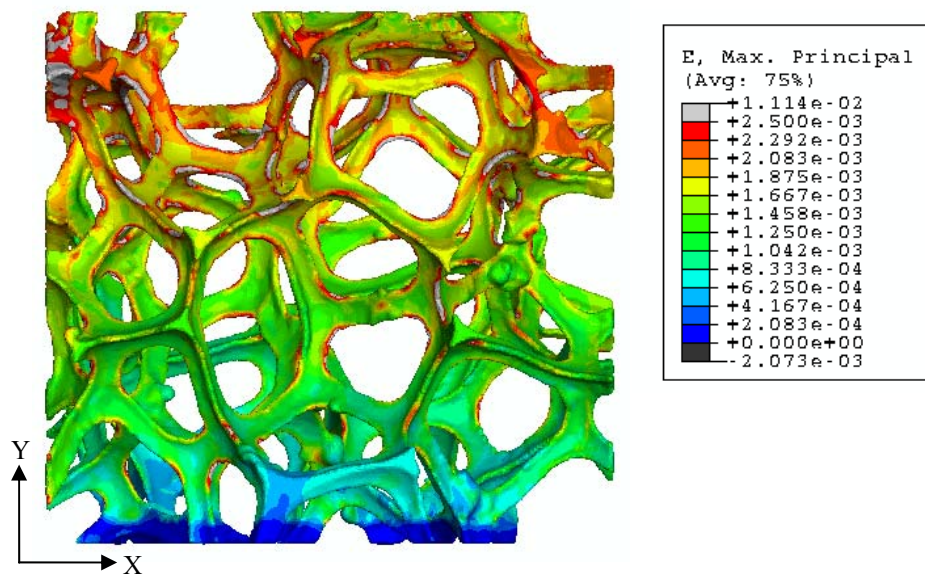 E, Max. Principal
(Avg: 75%)
+1.114e-02
+2.500e-03
+2.292e-03
+2.083e-03
+1.875e-03
+1.667e-03
+1.458e-03
+1.250e-03
+1.042e-03
+8.333e-04
+6.250e-04
+4.167e-04
+2.083e-04
+0.000e+00
-2.073e-03
Y
X